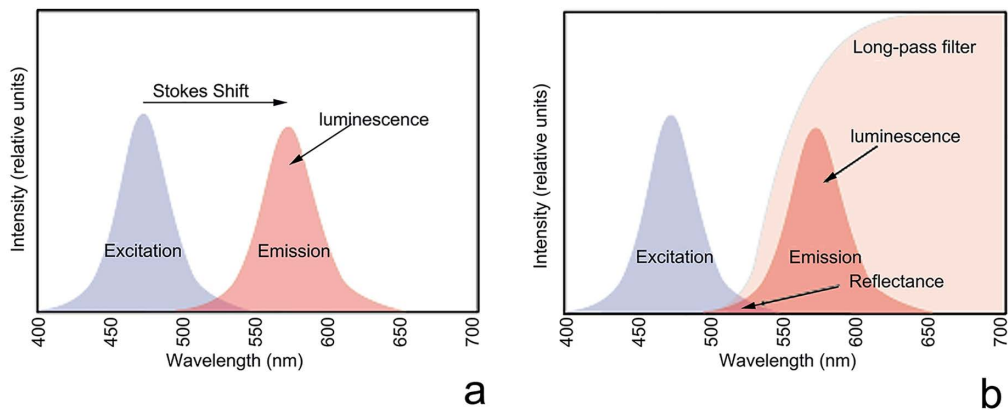 Intensity (relative units)
Stokes Shift
luminescence
Excitation
Emission
400
450
500
550
600
650
700
Wavelength (nm)
a
Intensity (relative units)
Long-pass filter
luminescence
Excitation
Emission
Reflectance
400
450
500
550
600
650
700
Wavelength (nm)
b